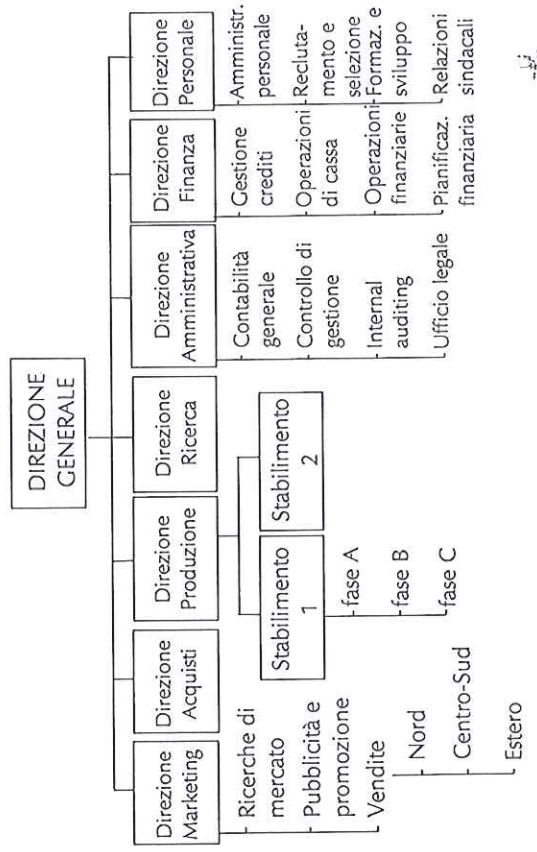 DIREZIONE
GENERALE
Direzione
Marketing
Direzione
Acquisti
Direzione
Produzione
Direzione
Ricerca
Direzione
Amministrativa
Direzione
Finanza
Direzione
Personale
Ricerche di
mercato
Pubblicità e
promozione
Vendite
Nord
Centro-Sud
Estero
Stabilimento
1
fase A
fase B
fase C
Stabilimento
2
Contabilità
generale
Controllo di
gestione
Internal
auditing
Ufficio legale
Gestione
crediti
Operazioni
di cassa
Operazioni
finanziarie
Pianificaz.
finanziaria
Amministr.
personale
Recluta-
mento e
selezione
Formaz. e
sviluppo
Relazioni
sindacali